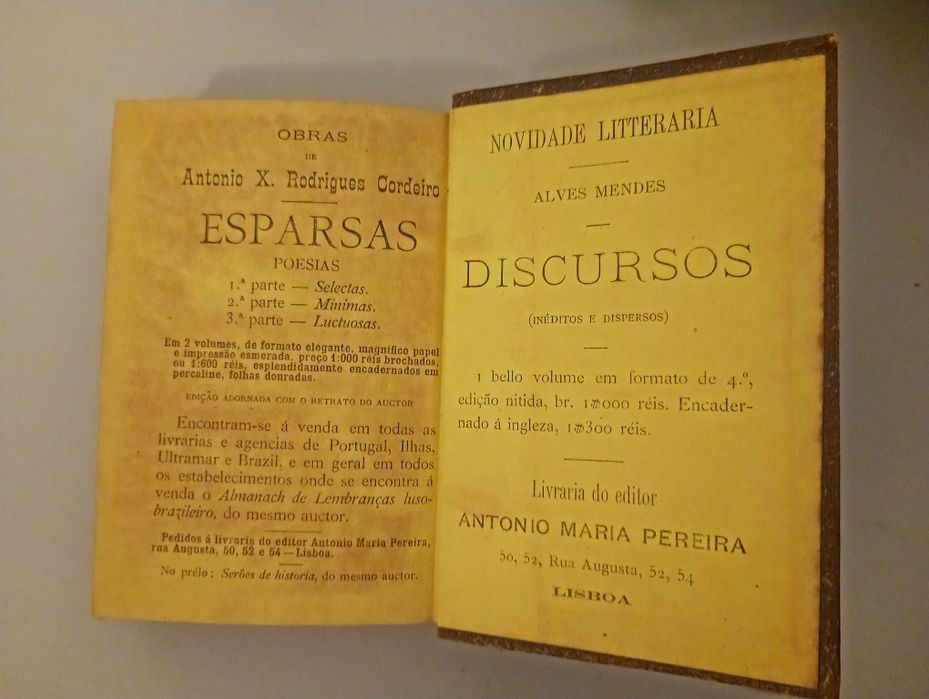 OBRAS
DE
Antonio X. Rodrigues Cordeiro
ESPARSAS
POESIAS
1.ª parte — Selectas.
2.ª parte — Minimas.
3.ª parte — Luctuosas.
Em 2 volumes, de formato elegante, magnifico papel
e impressão esmerada, preço 1:000 réis brochados,
ou 1:600 réis, esplendidamente encadernados em
percaline, folhas douradas.
EDIÇÃO ADORNADA COM O RETRATO DO AUCTOR
Encontram-se á venda em todas as
livrarias e agencias de Portugal, Ilhas,
Ultramar e Brazil, e em geral em todos
os estabelecimentos onde se encontra á
venda o Almanach de Lembranças luso-
brazileiro, do mesmo auctor.
Pedidos á livraria do editor Antonio Maria Pereira,
rua Augusta, 50, 52 e 54—Lisboa.
No prélo: Serões de historia, do mesmo auctor.
NOVIDADE LITTERARIA
ALVES MENDES
DISCURSOS
(INÉDITOS E DISPERSOS)
1 bello volume em formato de 4.º,
edição nitida, br. 1$000 réis. Encader-
nado á ingleza, 1$300 réis.
Livraria do editor
ANTONIO MARIA PEREIRA
50, 52, Rua Augusta, 52, 54
LISBOA